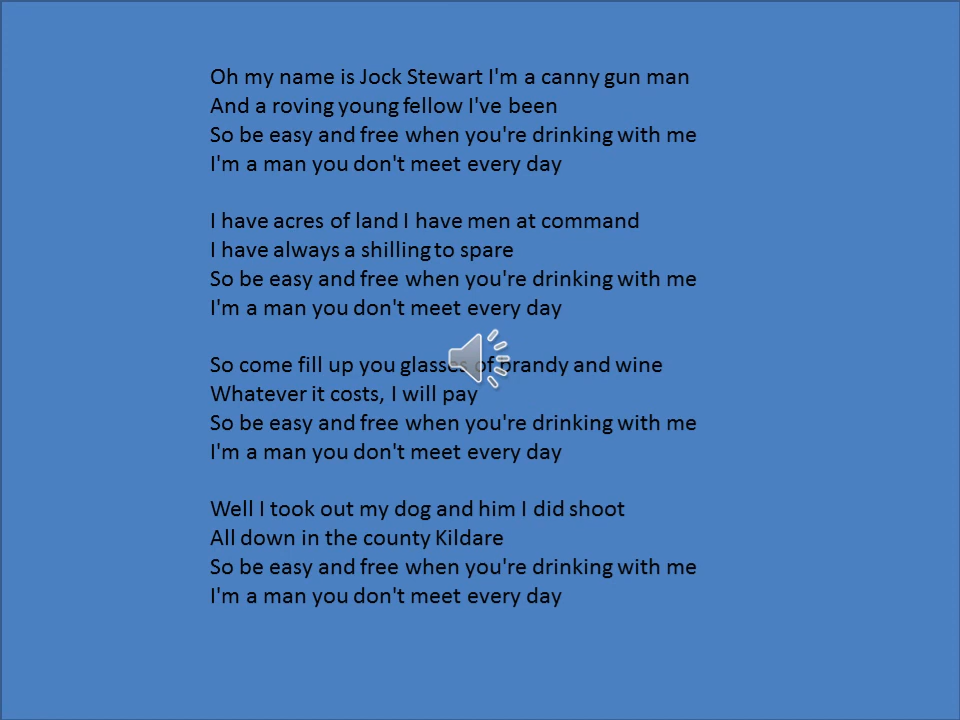 Oh my name is Jock Stewart I'm a canny gun man
And a roving young fellow I've been
So be easy and free when you're drinking with me
I'm a man you don't meet every day

I have acres of land I have men at command
I have always a shilling to spare
So be easy and free when you're drinking with me
I'm a man you don't meet every day

So come fill up you glasses of brandy and wine
Whatever it costs, I will pay
So be easy and free when you're drinking with me
I'm a man you don't meet every day

Well I took out my dog and him I did shoot
All down in the county Kildare
So be easy and free when you're drinking with me
I'm a man you don't meet every day